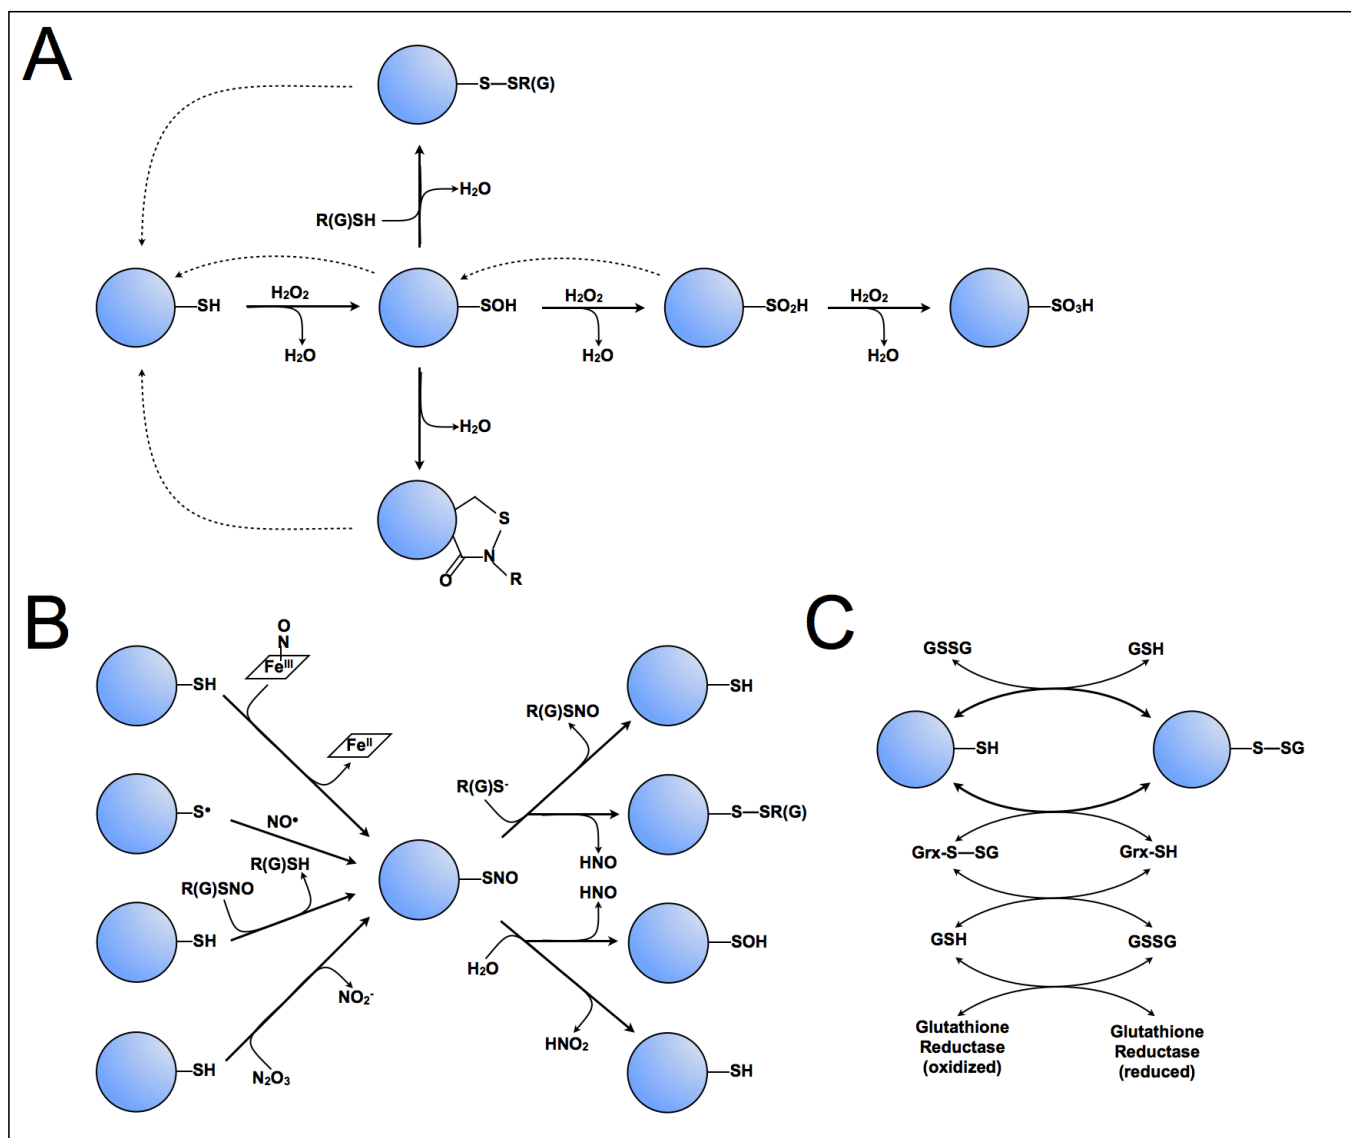 A
S—SR(G)
H₂O
R(G)SH
SH
H₂O₂
H₂O
SOH
H₂O₂
H₂O
SO₂H
H₂O₂
H₂O
SO₃H
H₂O
S
N
O
R
B
O
N
Feᴵᴵᴵ
SH
Feᴵᴵ
S•
NO•
R(G)SH
R(G)SNO
SH
NO₂⁻
N₂O₃
SH
SNO
R(G)SNO
SH
R(G)S⁻
S—SR(G)
HNO
HNO
SOH
H₂O
HNO₂
SH
C
GSSG
GSH
SH
S—SG
Grx-S—SG
Grx-SH
GSH
GSSG
Glutathione
Reductase
(oxidized)
Glutathione
Reductase
(reduced)